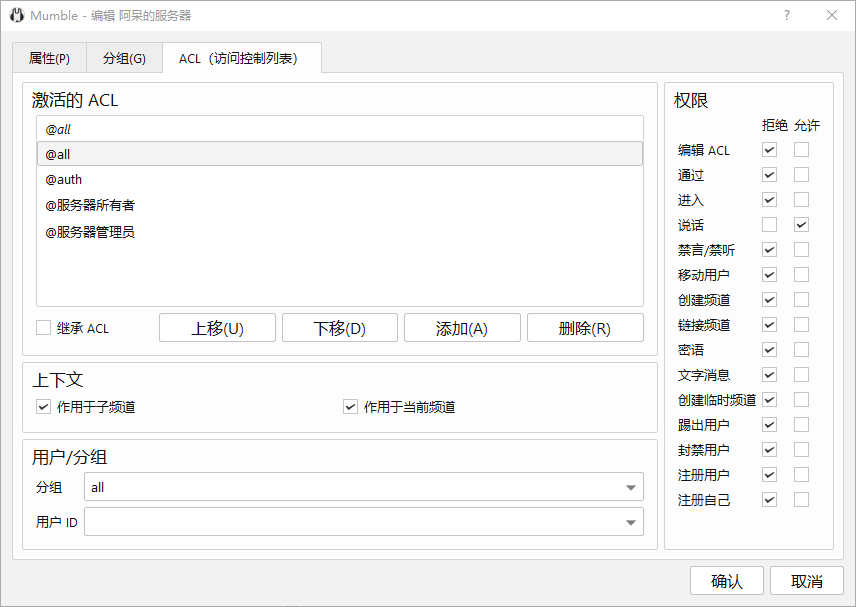 Mumble - 编辑 阿呆的服务器
?
属性(P)
分组(G)
ACL（访问控制列表）
激活的 ACL
@all
@all
@auth
@服务器所有者
@服务器管理员
继承 ACL
上移(U)
下移(D)
添加(A)
删除(R)
上下文
作用于子频道
作用于当前频道
用户/分组
分组
all
用户 ID
权限
拒绝 允许
编辑 ACL
通过
进入
说话
禁言/禁听
移动用户
创建频道
链接频道
密语
文字消息
创建临时频道
踢出用户
封禁用户
注册用户
注册自己
确认
取消